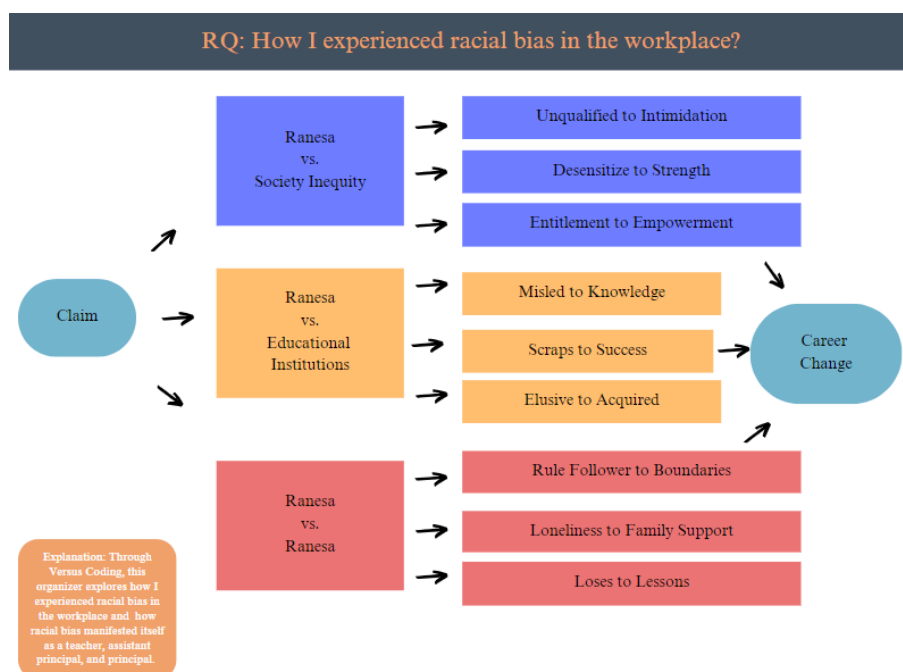 RQ: How I experienced racial bias in the workplace?
Ranesa
vs.
Society Inequity
Unqualified to Intimidation
Desensitize to Strength
Entitlement to Empowerment
Claim
Ranesa
vs.
Educational
Institutions
Misled to Knowledge
Scraps to Success
Elusive to Acquired
Career
Change
Ranesa
vs.
Ranesa
Rule Follower to Boundaries
Loneliness to Family Support
Loses to Lessons
Explanation: Through
Versus Coding, this
organizer explores how I
experienced racial bias in
the workplace and how
racial bias manifested itself
as a teacher, assistant
principal, and principal.